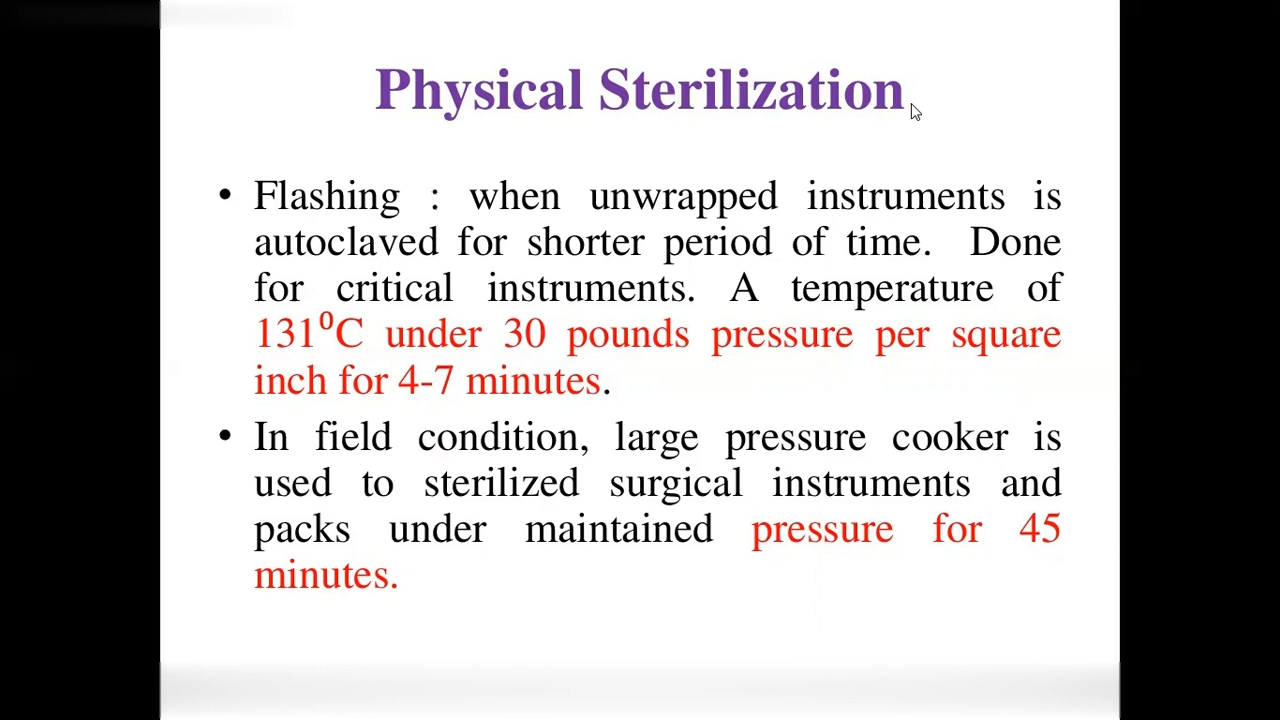 Physical Sterilization
• Flashing : when unwrapped instruments is
autoclaved for shorter period of time. Done
for critical instruments. A temperature of
131⁰C under 30 pounds pressure per square
inch for 4-7 minutes.
• In field condition, large pressure cooker is
used to sterilized surgical instruments and
packs under maintained pressure for 45
minutes.